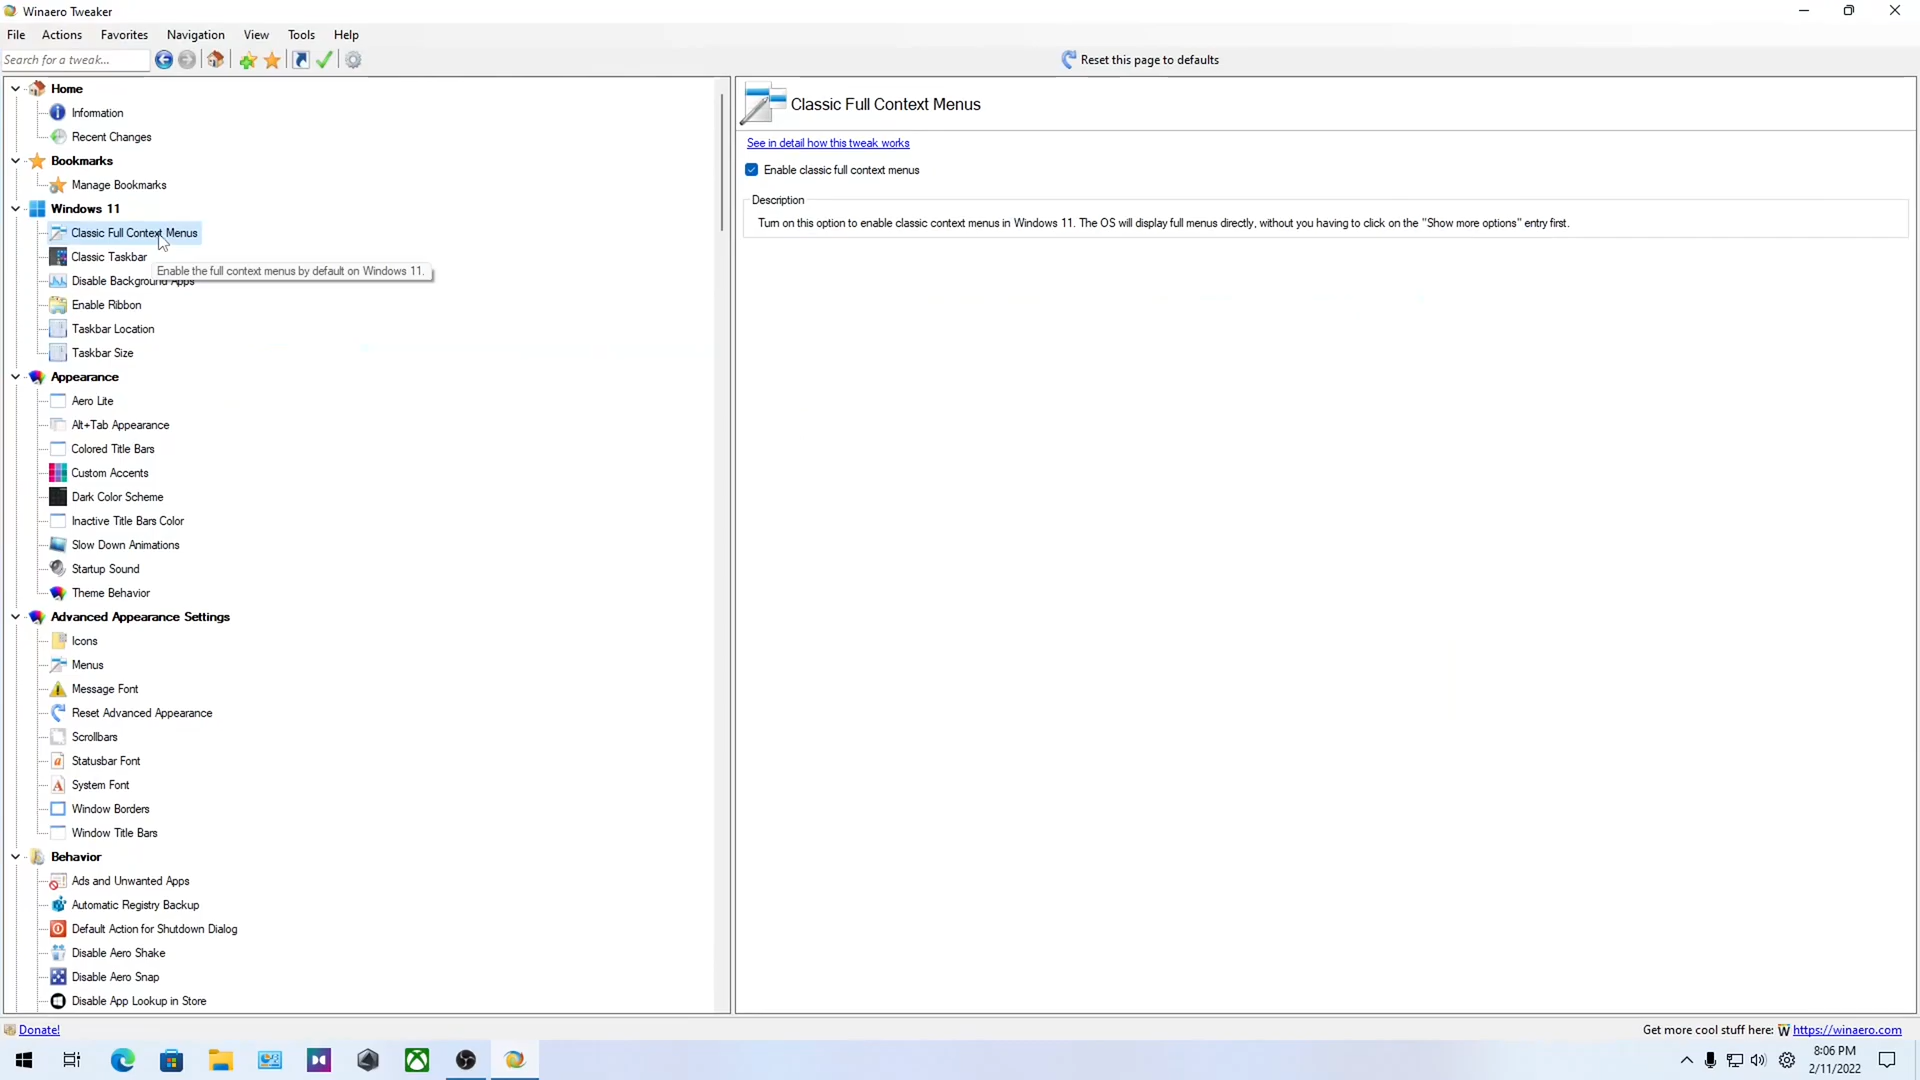 Winaero Tweaker
File Actions Favorites Navigation View Tools Help
Search for a tweak...
Reset this page to defaults
Home
Information
Recent Changes
Bookmarks
Manage Bookmarks
Windows 11
Classic Full Context Menus
Classic Taskbar
Enable the full context menus by default on Windows 11.
Disable Background Apps
Enable Ribbon
Taskbar Location
Taskbar Size
Appearance
Aero Lite
Alt+Tab Appearance
Colored Title Bars
Custom Accents
Dark Color Scheme
Inactive Title Bars Color
Slow Down Animations
Startup Sound
Theme Behavior
Advanced Appearance Settings
Icons
Menus
Message Font
Reset Advanced Appearance
Scrollbars
Statusbar Font
System Font
Window Borders
Window Title Bars
Behavior
Ads and Unwanted Apps
Automatic Registry Backup
Default Action for Shutdown Dialog
Disable Aero Shake
Disable Aero Snap
Disable App Lookup in Store
Classic Full Context Menus
See in detail how this tweak works
Enable classic full context menus
Description
Turn on this option to enable classic context menus in Windows 11. The OS will display full menus directly, without you having to click on the "Show more options" entry first.
Donate!
Get more cool stuff here: W https://winaero.com
8:06 PM
2/11/2022